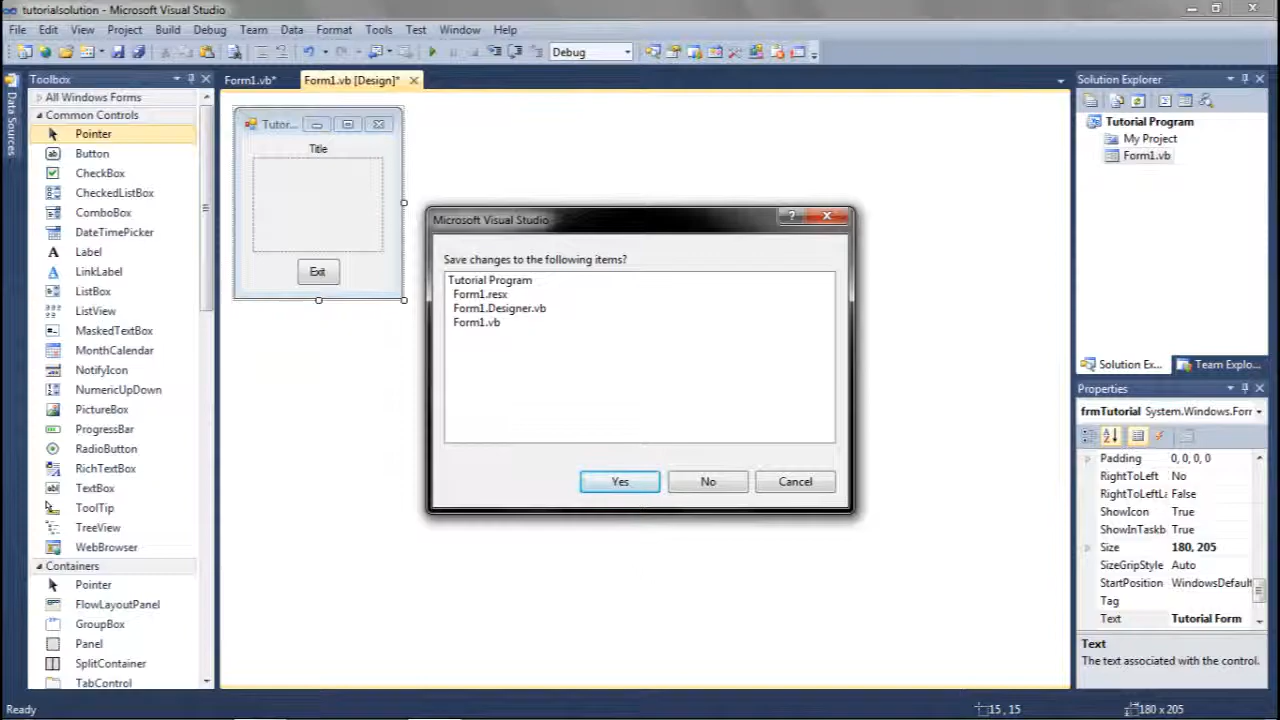 tutorialsolution - Microsoft Visual Studio
File Edit View Project Build Debug Team Data Format Tools Test Window Help
Debug
Data Sources
Toolbox
All Windows Forms
Common Controls
Pointer
Button
CheckBox
CheckedListBox
ComboBox
DateTimePicker
Label
LinkLabel
ListBox
ListView
MaskedTextBox
MonthCalendar
NotifyIcon
NumericUpDown
PictureBox
ProgressBar
RadioButton
RichTextBox
TextBox
ToolTip
TreeView
WebBrowser
Containers
Pointer
FlowLayoutPanel
GroupBox
Panel
SplitContainer
TabControl
Form1.vb* Form1.vb [Design]*
Tutor...
Title
Exit
Microsoft Visual Studio
Save changes to the following items?
Tutorial Program
Form1.resx
Form1.Designer.vb
Form1.vb
Yes No Cancel
Solution Explorer
Tutorial Program
My Project
Form1.vb
Solution Ex... Team Explo...
Properties
frmTutorial System.Windows.Forr
Padding 0, 0, 0, 0
RightToLeft No
RightToLeftLa False
ShowIcon True
ShowInTaskb True
Size 180, 205
SizeGripStyle Auto
StartPosition WindowsDefault
Tag
Text Tutorial Form
Text
The text associated with the control.
Ready 15 , 15 180 x 205